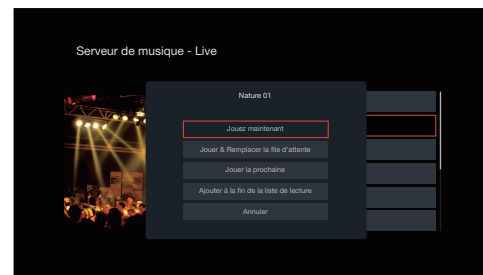 Serveur de musique - Live
Nature 01
Jouez maintenant
Jouer & Remplacer la file d'attente
Jouer la prochaine
Ajouter à la fin de la liste de lecture
Annuler